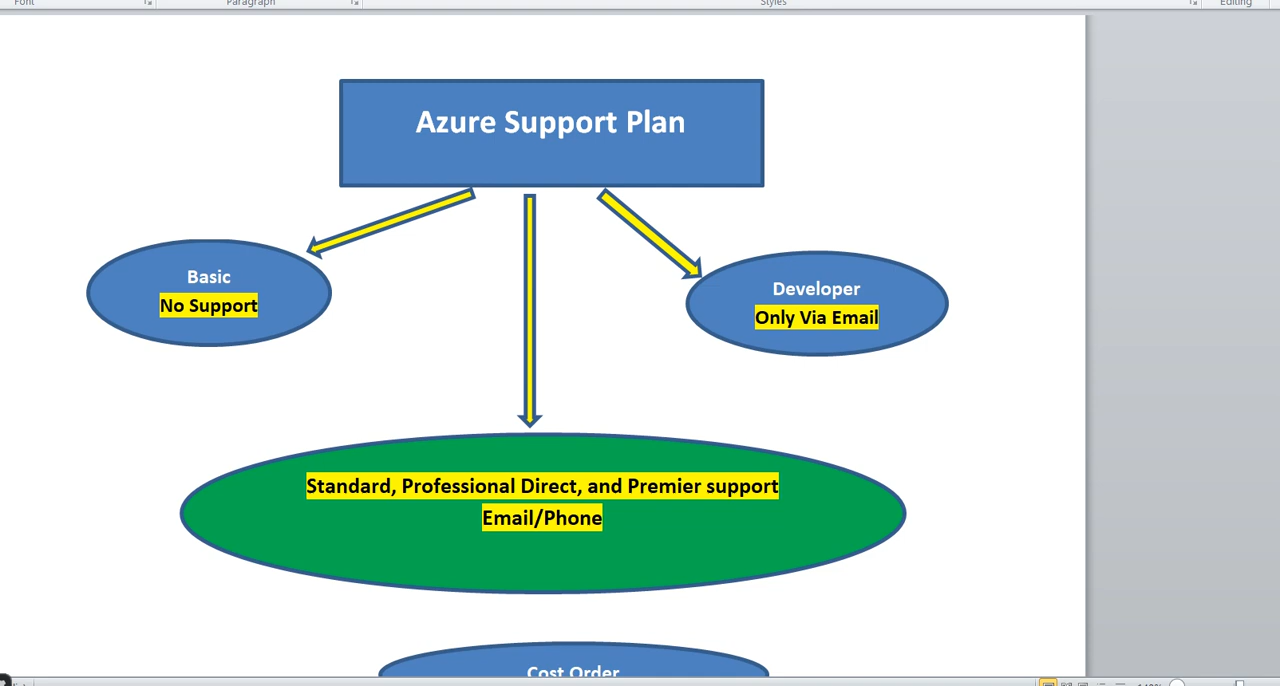 Font Paragraph Styles Editing
Azure Support Plan
Basic
No Support
Developer
Only Via Email
Standard, Professional Direct, and Premier support
Email/Phone
Cost Order